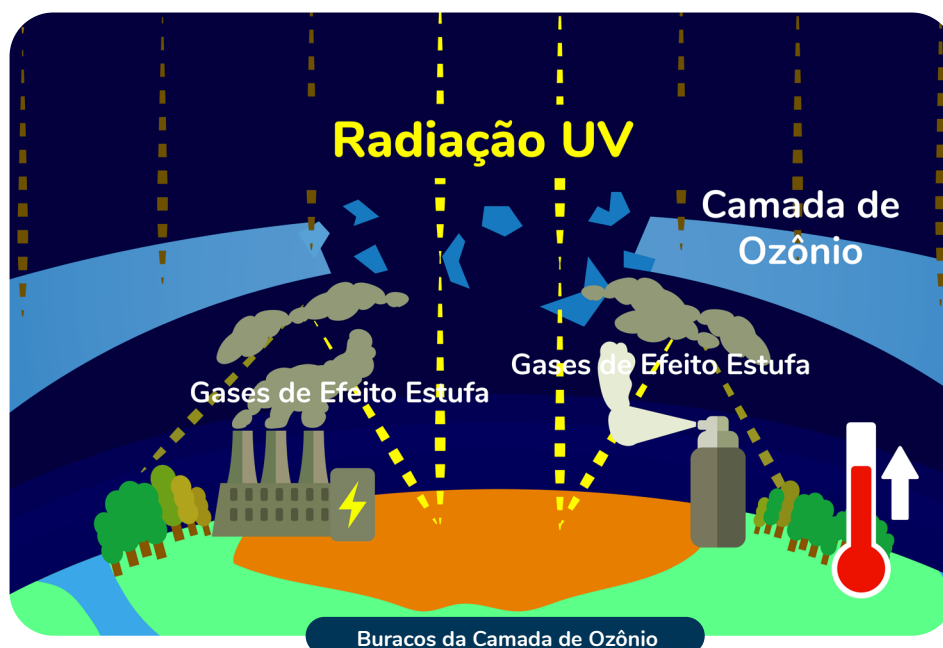 Radiação UV
Camada de
Ozônio
Gases de Efeito Estufa
Gases de Efeito Estufa
Buracos da Camada de Ozônio